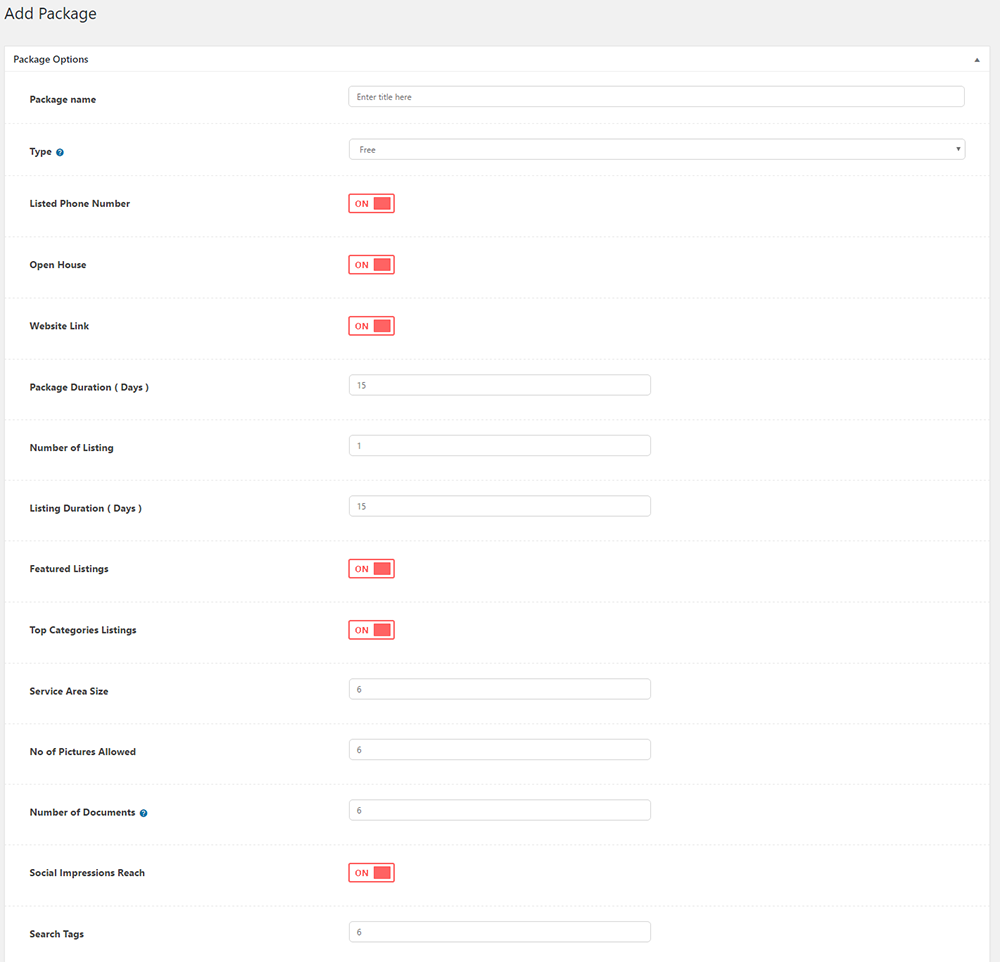 Add Package
Package Options
Package name
Enter title here
Type
Free
Listed Phone Number
ON
Open House
ON
Website Link
ON
Package Duration ( Days )
15
Number of Listing
1
Listing Duration ( Days )
15
Featured Listings
ON
Top Categories Listings
ON
Service Area Size
6
No of Pictures Allowed
6
Number of Documents
6
Social Impressions Reach
ON
Search Tags
6